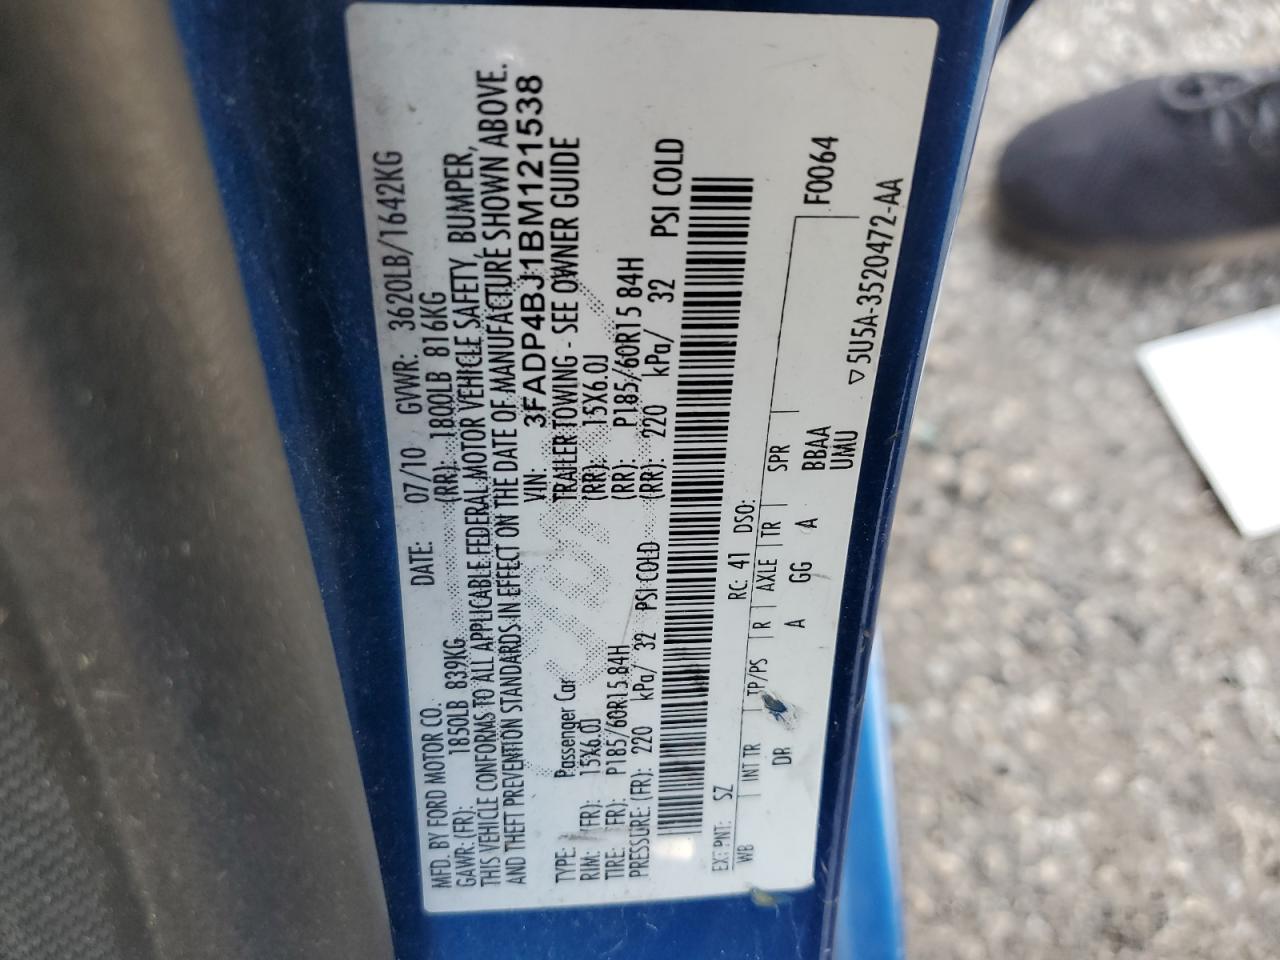 MFD. BY FORD MOTOR CO. DATE: 07/10 GVWR: 3620LB/1642KG
GAWR: (FR): 1850LB 839KG (RR): 1800LB 816KG
THIS VEHICLE CONFORMS TO ALL APPLICABLE FEDERAL MOTOR VEHICLE SAFETY, BUMPER,
AND THEFT PREVENTION STANDARDS IN EFFECT ON THE DATE OF MANUFACTURE SHOWN ABOVE.
VIN: 3FADP4BJ1BM121538
TYPE: Passenger Car TRAILER TOWING - SEE OWNER GUIDE
RIM: (FR): 15X6.0J (RR): 15X6.0J
TIRE: (FR): P185/60R15 84H (RR): P185/60R15 84H
PRESSURE: (FR): 220 kPa/ 32 PSI COLD (RR): 220 kPa/ 32 PSI COLD
EXT PNT: SZ RC: 41 DSO:
WB INT TR TP/PS R AXLE TR SPR
DR A GG A BBAA F0064
UMU
▽5U5A-3520472-AA